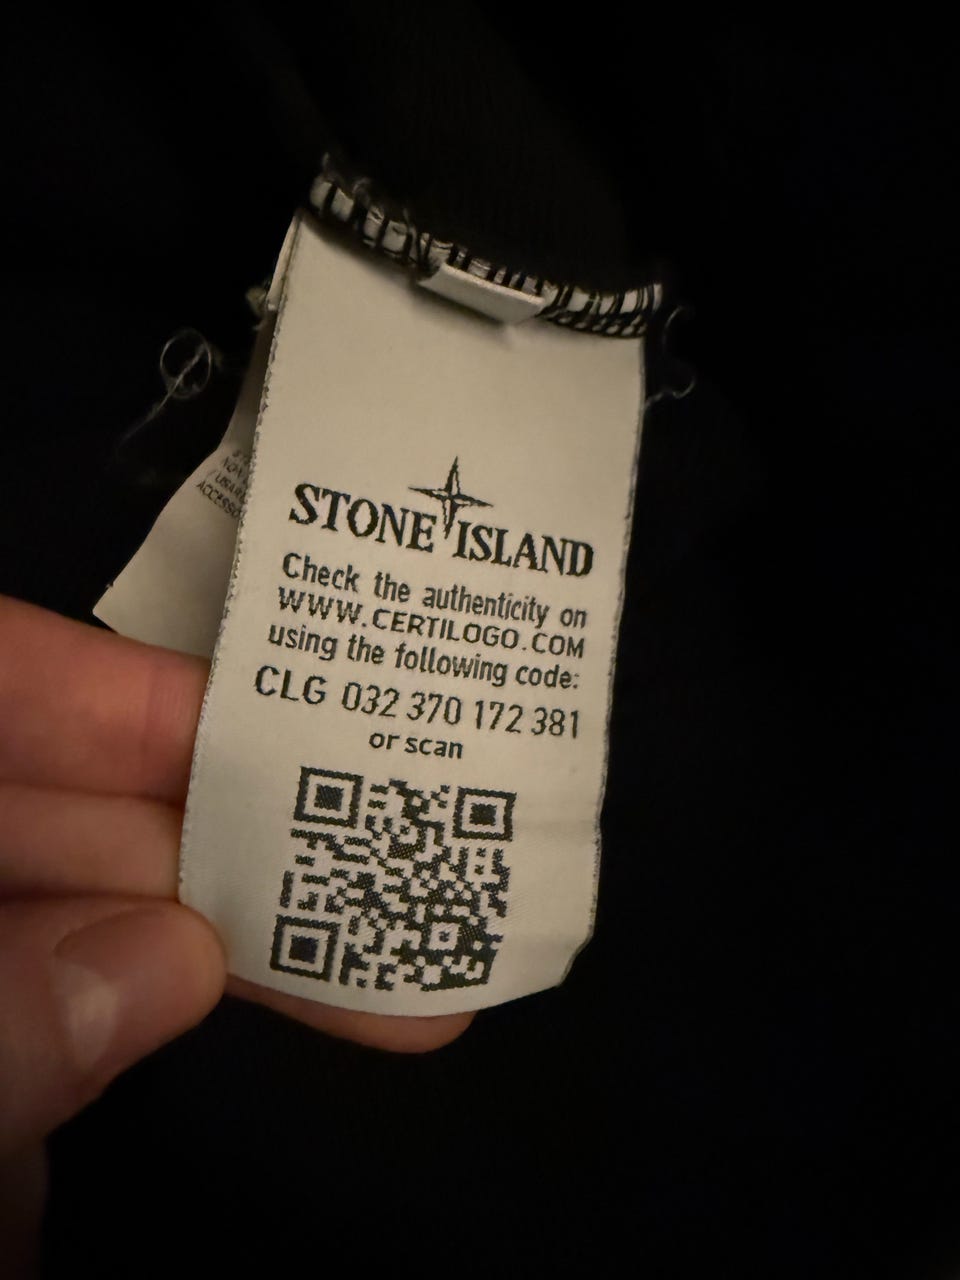 STONE ISLAND
Check the authenticity on
WWW.CERTILOGO.COM
using the following code:
CLG 032 370 172 381
or scan